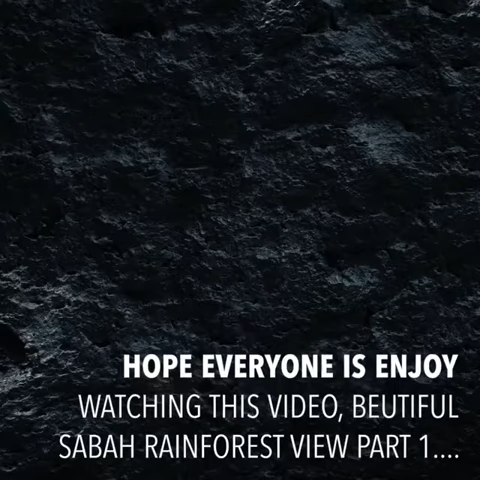 HOPE EVERYONE IS ENJOY
WATCHING THIS VIDEO, BEUTIFUL
SABAH RAINFOREST VIEW PART 1....